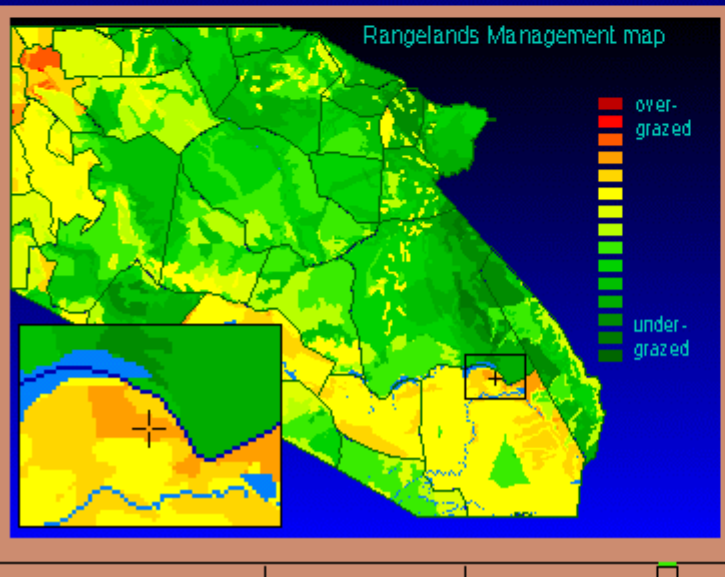 Rangelands Management map
over-
grazed
under-
grazed